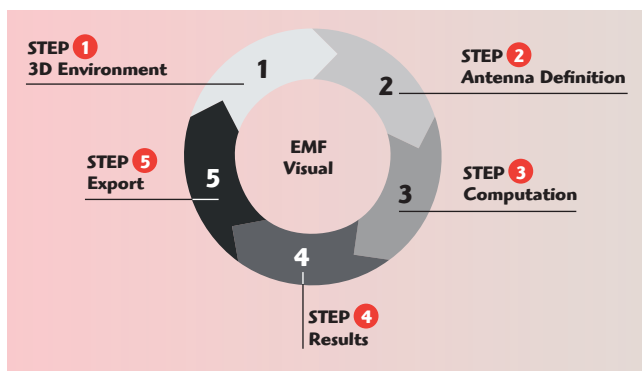 STEP 1
3D Environment
1
STEP 2
Antenna Definition
2
EMF
Visual
STEP 3
Computation
3
STEP 4
Results
4
STEP 5
Export
5